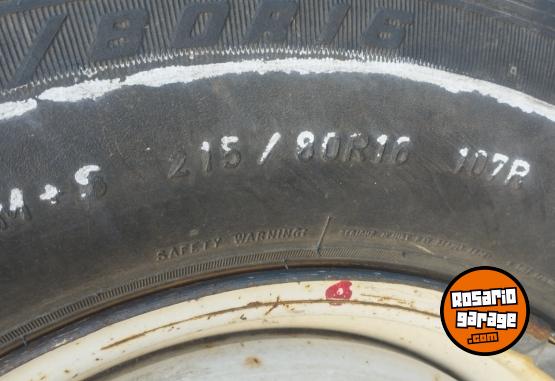 /80R16
M+S 215/80R16 107R
SAFETY WARNING:
ROSARIO
garage
.com